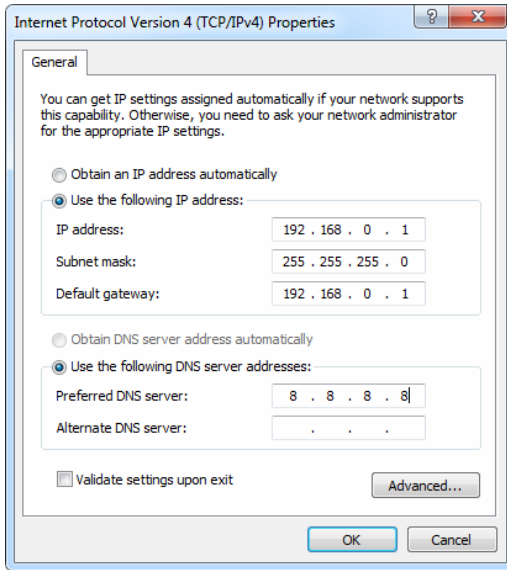 Internet Protocol Version 4 (TCP/IPv4) Properties
General
You can get IP settings assigned automatically if your network supports
this capability. Otherwise, you need to ask your network administrator
for the appropriate IP settings.
Obtain an IP address automatically
Use the following IP address:
IP address: 192 . 168 . 0 . 1
Subnet mask: 255 . 255 . 255 . 0
Default gateway: 192 . 168 . 0 . 1
Obtain DNS server address automatically
Use the following DNS server addresses:
Preferred DNS server: 8 . 8 . 8 . 8
Alternate DNS server: . . .
Validate settings upon exit
Advanced...
OK Cancel